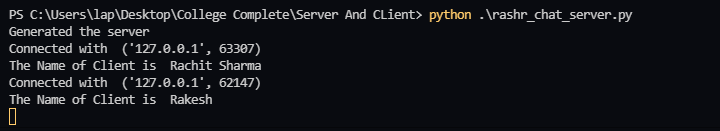 PS C:\Users\lap\Desktop\College Complete\Server And CLient> python .\rashr_chat_server.py
Generated the server
Connected with  ('127.0.0.1', 63307)
The Name of Client is  Rachit Sharma
Connected with  ('127.0.0.1', 62147)
The Name of Client is  Rakesh